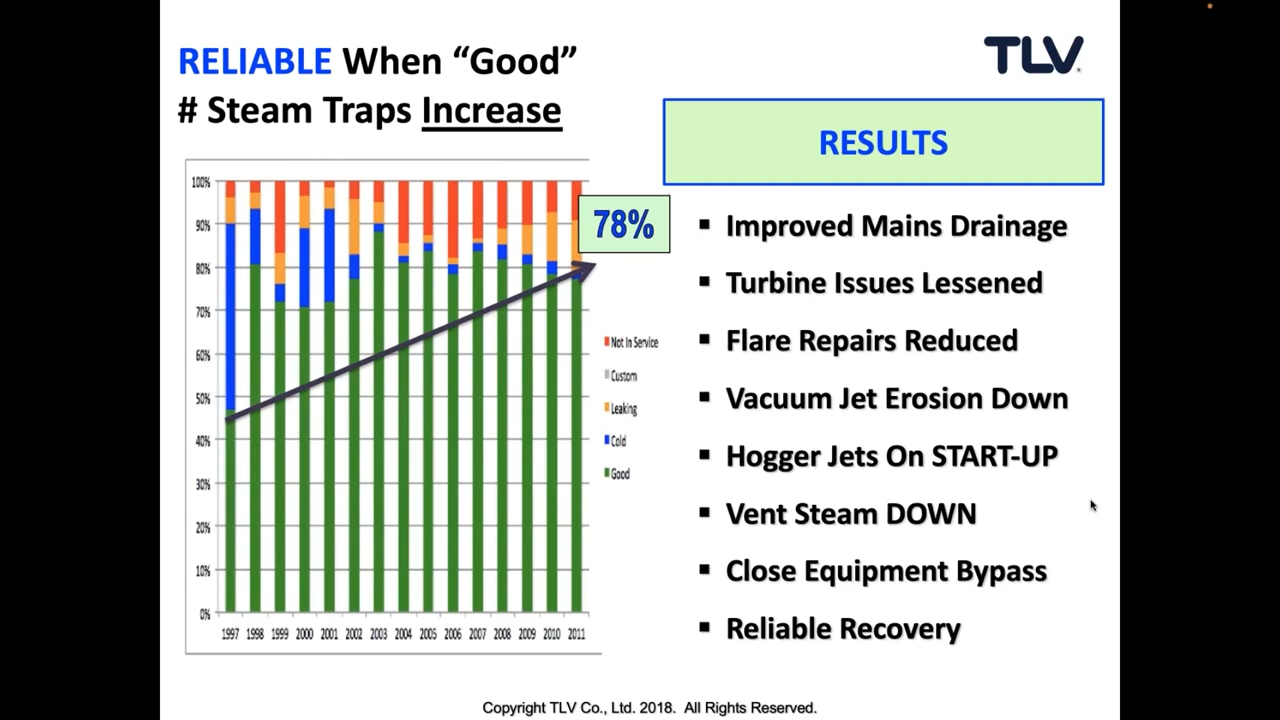 RELIABLE When “Good”
# Steam Traps Increase
TLV
RESULTS
100%
90%
80%
70%
60%
50%
40%
30%
20%
10%
0%
1997 1998 1999 2000 2001 2002 2003 2004 2005 2006 2007 2008 2009 2010 2011
78%
Not In Service
Custom
Leaking
Cold
Good
▪ Improved Mains Drainage
▪ Turbine Issues Lessened
▪ Flare Repairs Reduced
▪ Vacuum Jet Erosion Down
▪ Hogger Jets On START-UP
▪ Vent Steam DOWN
▪ Close Equipment Bypass
▪ Reliable Recovery
Copyright TLV Co., Ltd. 2018. All Rights Reserved.